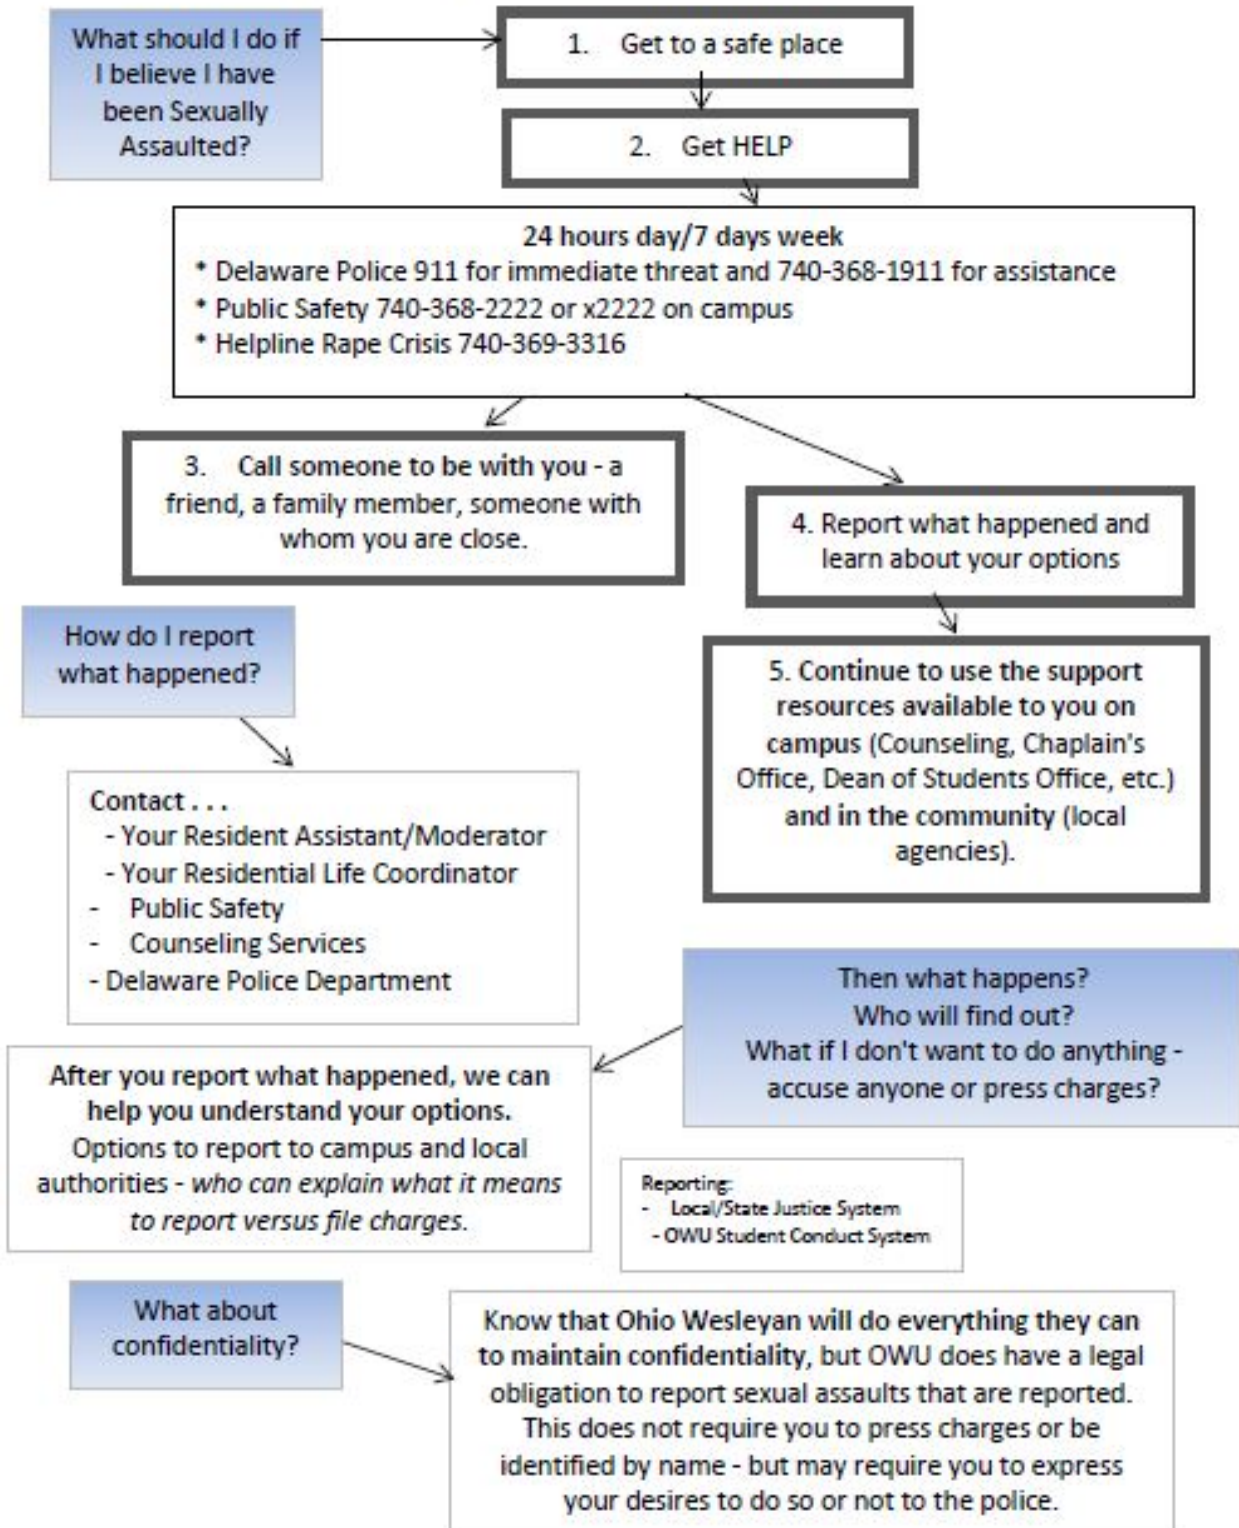 What should I do if
I believe I have
been Sexually
Assaulted?
1. Get to a safe place
2. Get HELP
24 hours day/7 days week
* Delaware Police 911 for immediate threat and 740-368-1911 for assistance
* Public Safety 740-368-2222 or x2222 on campus
* Helpline Rape Crisis 740-369-3316
3. Call someone to be with you - a
friend, a family member, someone with
whom you are close.
4. Report what happened and
learn about your options
5. Continue to use the support
resources available to you on
campus (Counseling, Chaplain's
Office, Dean of Students Office, etc.)
and in the community (local
agencies).
How do I report
what happened?
Contact . . .
- Your Resident Assistant/Moderator
- Your Residential Life Coordinator
- Public Safety
- Counseling Services
- Delaware Police Department
Then what happens?
Who will find out?
What if I don't want to do anything -
accuse anyone or press charges?
After you report what happened, we can
help you understand your options.
Options to report to campus and local
authorities - who can explain what it means
to report versus file charges.
Reporting:
- Local/State Justice System
- OWU Student Conduct System
What about
confidentiality?
Know that Ohio Wesleyan will do everything they can
to maintain confidentiality, but OWU does have a legal
obligation to report sexual assaults that are reported.
This does not require you to press charges or be
identified by name - but may require you to express
your desires to do so or not to the police.